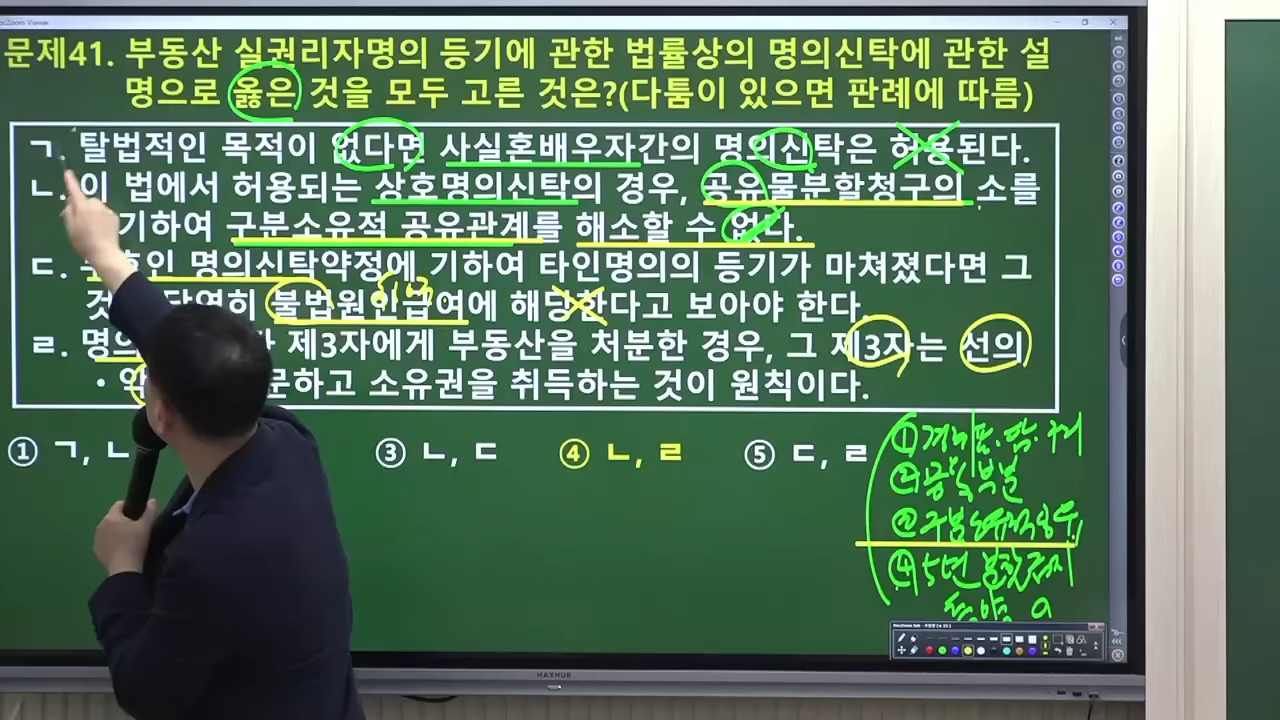 문제41. 부동산 실권리자명의 등기에 관한 법률상의 명의신탁에 관한 설
명으로 옳은 것을 모두 고른 것은?(다툼이 있으면 판례에 따름)
ㄱ. 탈법적인 목적이 없다면 사실혼배우자간의 명의신탁은 허용된다.
ㄴ. 이 법에서 허용되는 상호명의신탁의 경우, 공유물분할청구의 소를
기하여 구분소유적 공유관계를 해소할 수 없다.
ㄷ. 명의신탁약정에 기하여 타인명의의 등기가 마쳐졌다면 그
당연히 불법원인급여에 해당한다고 보아야 한다.
ㄹ. 제3자에게 부동산을 처분한 경우, 그 제3자는 선의
하고 소유권을 취득하는 것이 원칙이다.
① ㄱ, ㄴ ③ ㄴ, ㄷ ④ ㄴ, ㄹ ⑤ ㄷ, ㄹ
①
②
④ 5년
MAXHUB